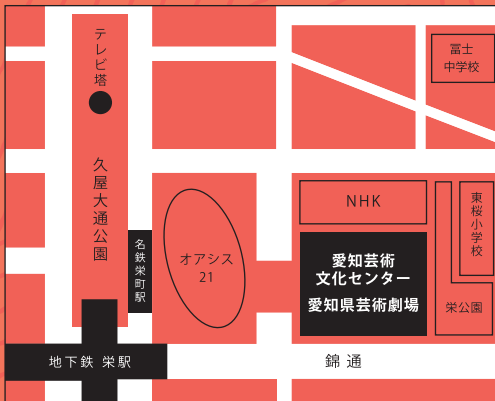 テレビ塔
久屋大通公園
冨士
中学校
NHK
東桜小学校
名鉄栄町駅
オアシス
21
愛知芸術
文化センター
愛知県芸術劇場
栄公園
地下鉄 栄駅
錦通